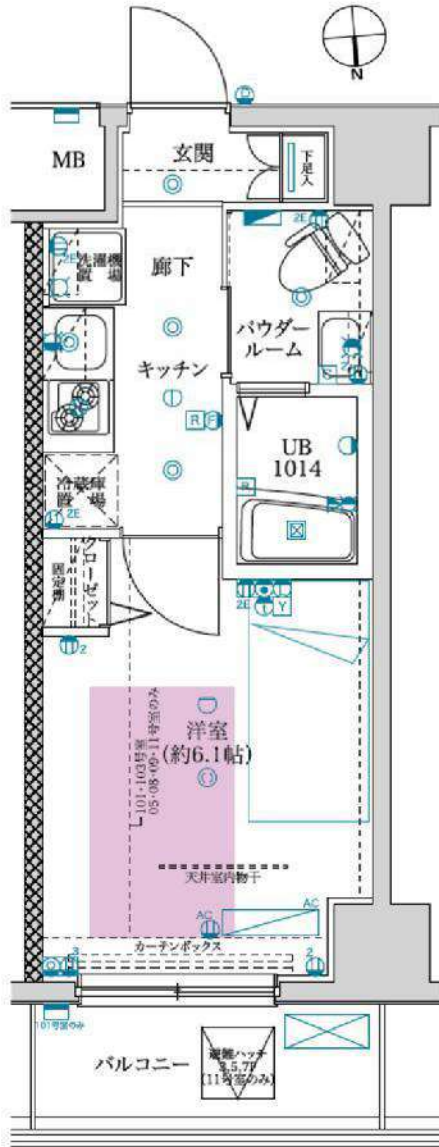 N
MB
玄関
下足入
2E
洗濯機
置場
2E
廊下
パウダー
ルーム
キッチン
R
UB
1014
R
冷蔵庫
置場
2E
クローゼット
固定棚
2E
Y
2
洋室
(約6.1帖)
101・103号室
05・08・09・11号室のみ
天井室内物干
AC
AC
カーテンボックス
3
2
101号室のみ
バルコニー
避難ハッチ
3,5,7F
(11号室のみ)